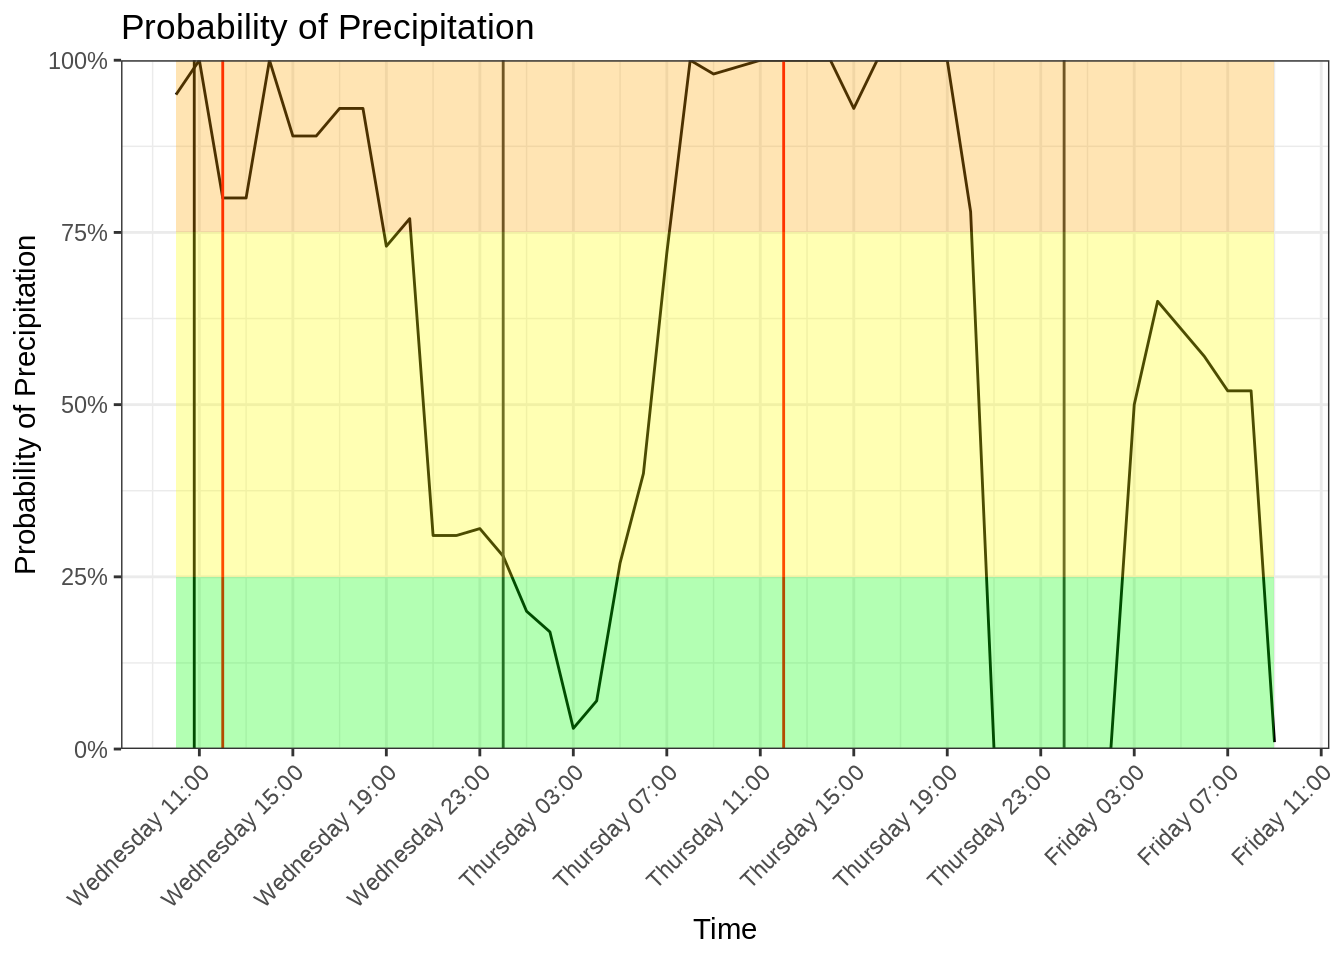 Probability of Precipitation
Probability of Precipitation
100%
75%
50%
25%
0%
Wednesday 11:00
Wednesday 15:00
Wednesday 19:00
Wednesday 23:00
Thursday 03:00
Thursday 07:00
Thursday 11:00
Thursday 15:00
Thursday 19:00
Thursday 23:00
Friday 03:00
Friday 07:00
Friday 11:00
Time